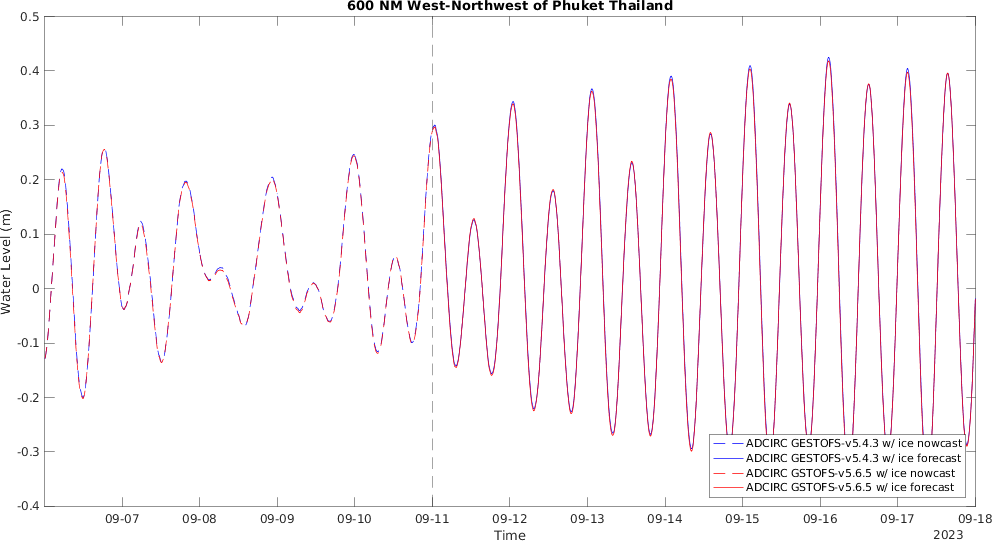 600 NM West-Northwest of Phuket Thailand
0.5
0.4
0.3
0.2
0.1
0
-0.1
-0.2
-0.3
-0.4
Water Level (m)
ADCIRC GESTOFS-v5.4.3 w/ ice nowcast
ADCIRC GESTOFS-v5.4.3 w/ ice forecast
ADCIRC GSTOFS-v5.6.5 w/ ice nowcast
ADCIRC GSTOFS-v5.6.5 w/ ice forecast
09-07 09-08 09-09 09-10 09-11 09-12 09-13 09-14 09-15 09-16 09-17 09-18
Time
2023